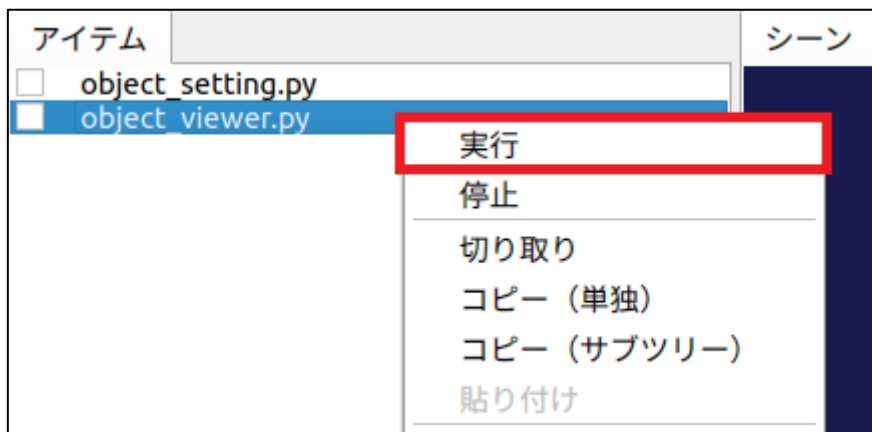 アイテム
シーン
object_setting.py
object_viewer.py
実行
停止
切り取り
コピー（単独）
コピー（サブツリー）
貼り付け